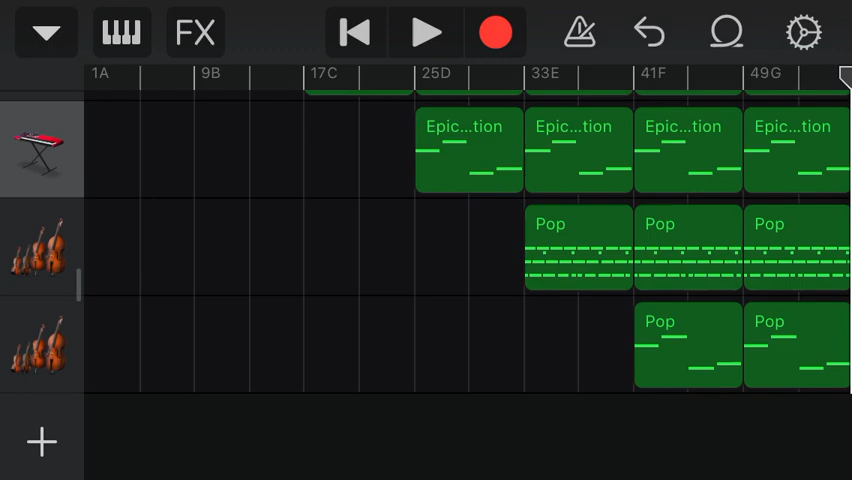 FX
1A 9B 17C 25D 33E 41F 49G
Epic...tion Epic...tion Epic...tion Epic...tion
Pop Pop Pop
Pop Pop